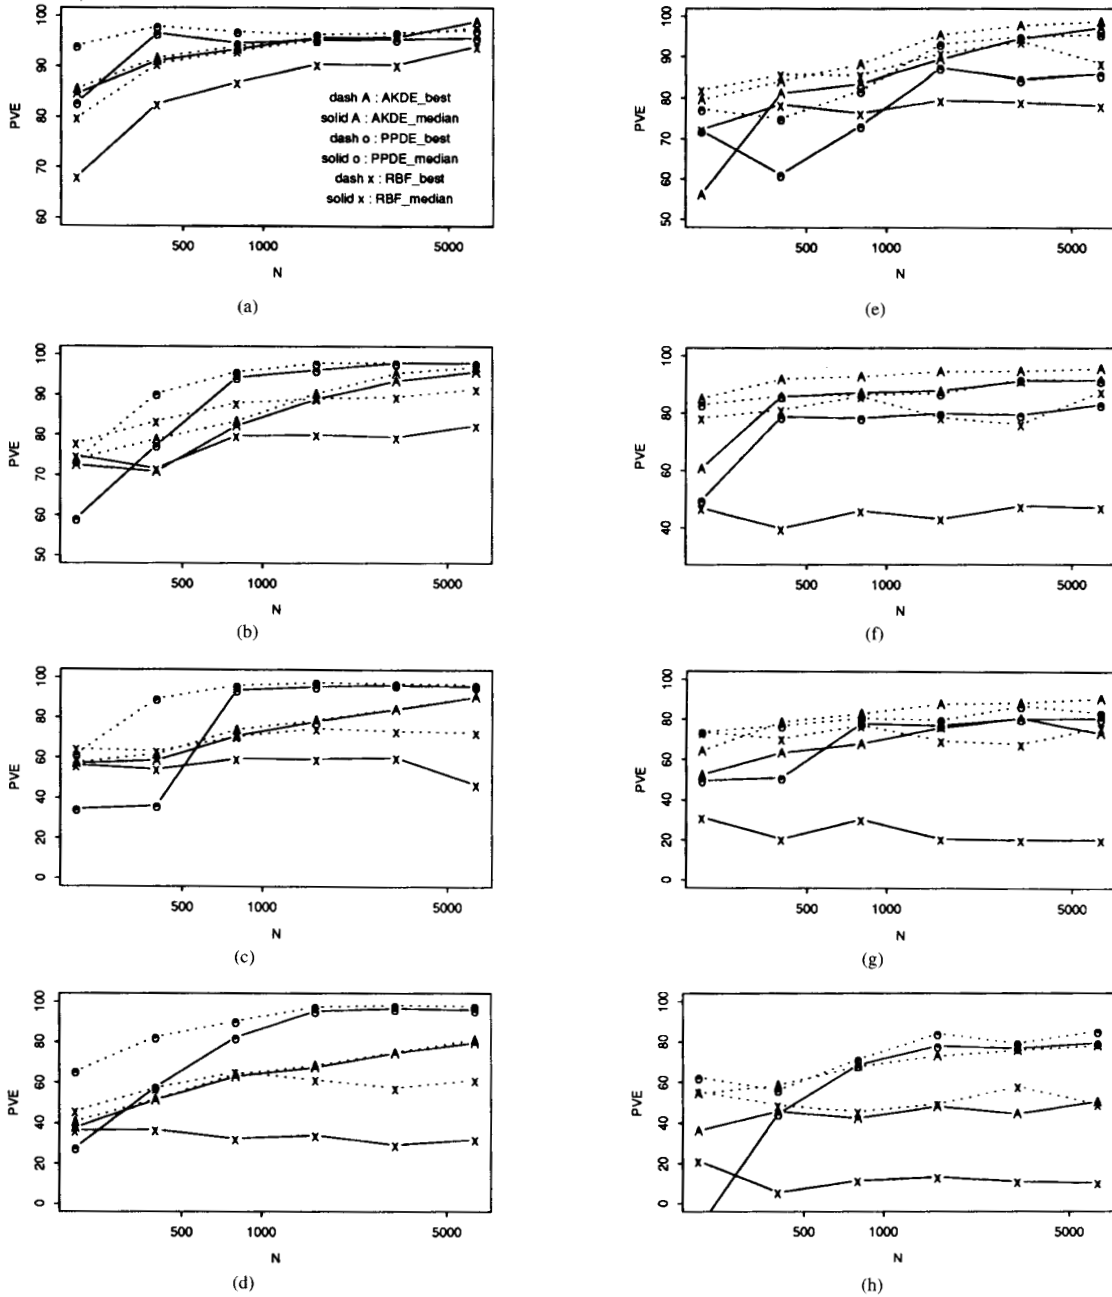 100
90
80
70
60
PVE
dash A : AKDE_best
solid A : AKDE_median
dash o : PPDE_best
solid o : PPDE_median
dash x : RBF_best
solid x : RBF_median
500 1000 5000
N
(a)
100
90
80
70
60
50
PVE
500 1000 5000
N
(e)
100
90
80
70
60
50
PVE
500 1000 5000
N
(b)
100
80
60
40
PVE
500 1000 5000
N
(f)
100
80
60
40
20
0
PVE
500 1000 5000
N
(c)
100
80
60
40
20
0
PVE
500 1000 5000
N
(g)
100
80
60
40
20
0
PVE
500 1000 5000
N
(d)
100
80
60
40
20
0
PVE
500 1000 5000
N
(h)